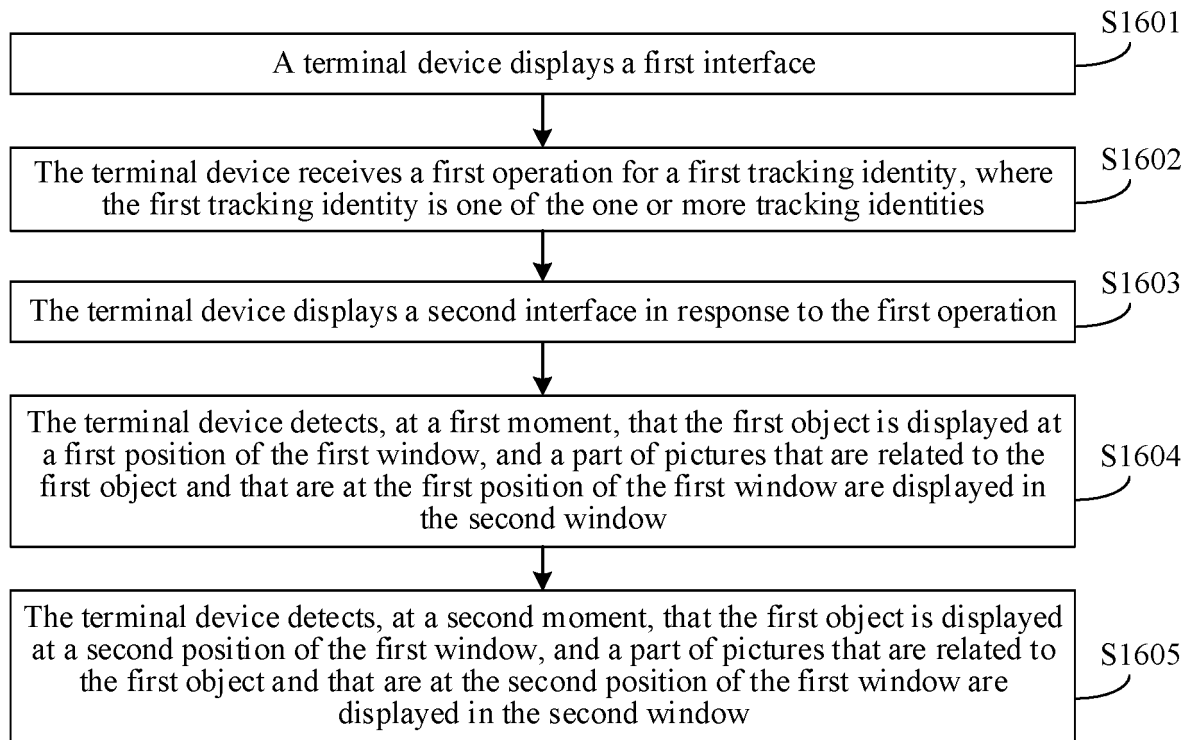 S1601
A terminal device displays a first interface
S1602
The terminal device receives a first operation for a first tracking identity, where
the first tracking identity is one of the one or more tracking identities
S1603
The terminal device displays a second interface in response to the first operation
The terminal device detects, at a first moment, that the first object is displayed at
a first position of the first window, and a part of pictures that are related to the
first object and that are at the first position of the first window are displayed in
the second window
S1604
The terminal device detects, at a second moment, that the first object is displayed
at a second position of the first window, and a part of pictures that are related to
the first object and that are at the second position of the first window are
displayed in the second window
S1605